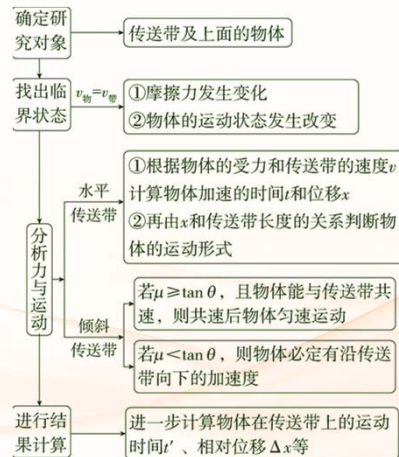 确定研
究对象
传送带及上面的物体
找出临
界状态
v物=v带
①摩擦力发生变化
②物体的运动状态发生改变
分析力与运动
水平
传送带
①根据物体的受力和传送带的速度v
计算物体加速的时间t和位移x
②再由x和传送带长度的关系判断物
体的运动形式
倾斜
传送带
若μ≥tan θ，且物体能与传送带共
速，则共速后物体匀速运动
若μ<tan θ，则物体必定有沿传送
带向下的加速度
进行结
果计算
进一步计算物体在传送带上的运动
时间t′、相对位移Δx等